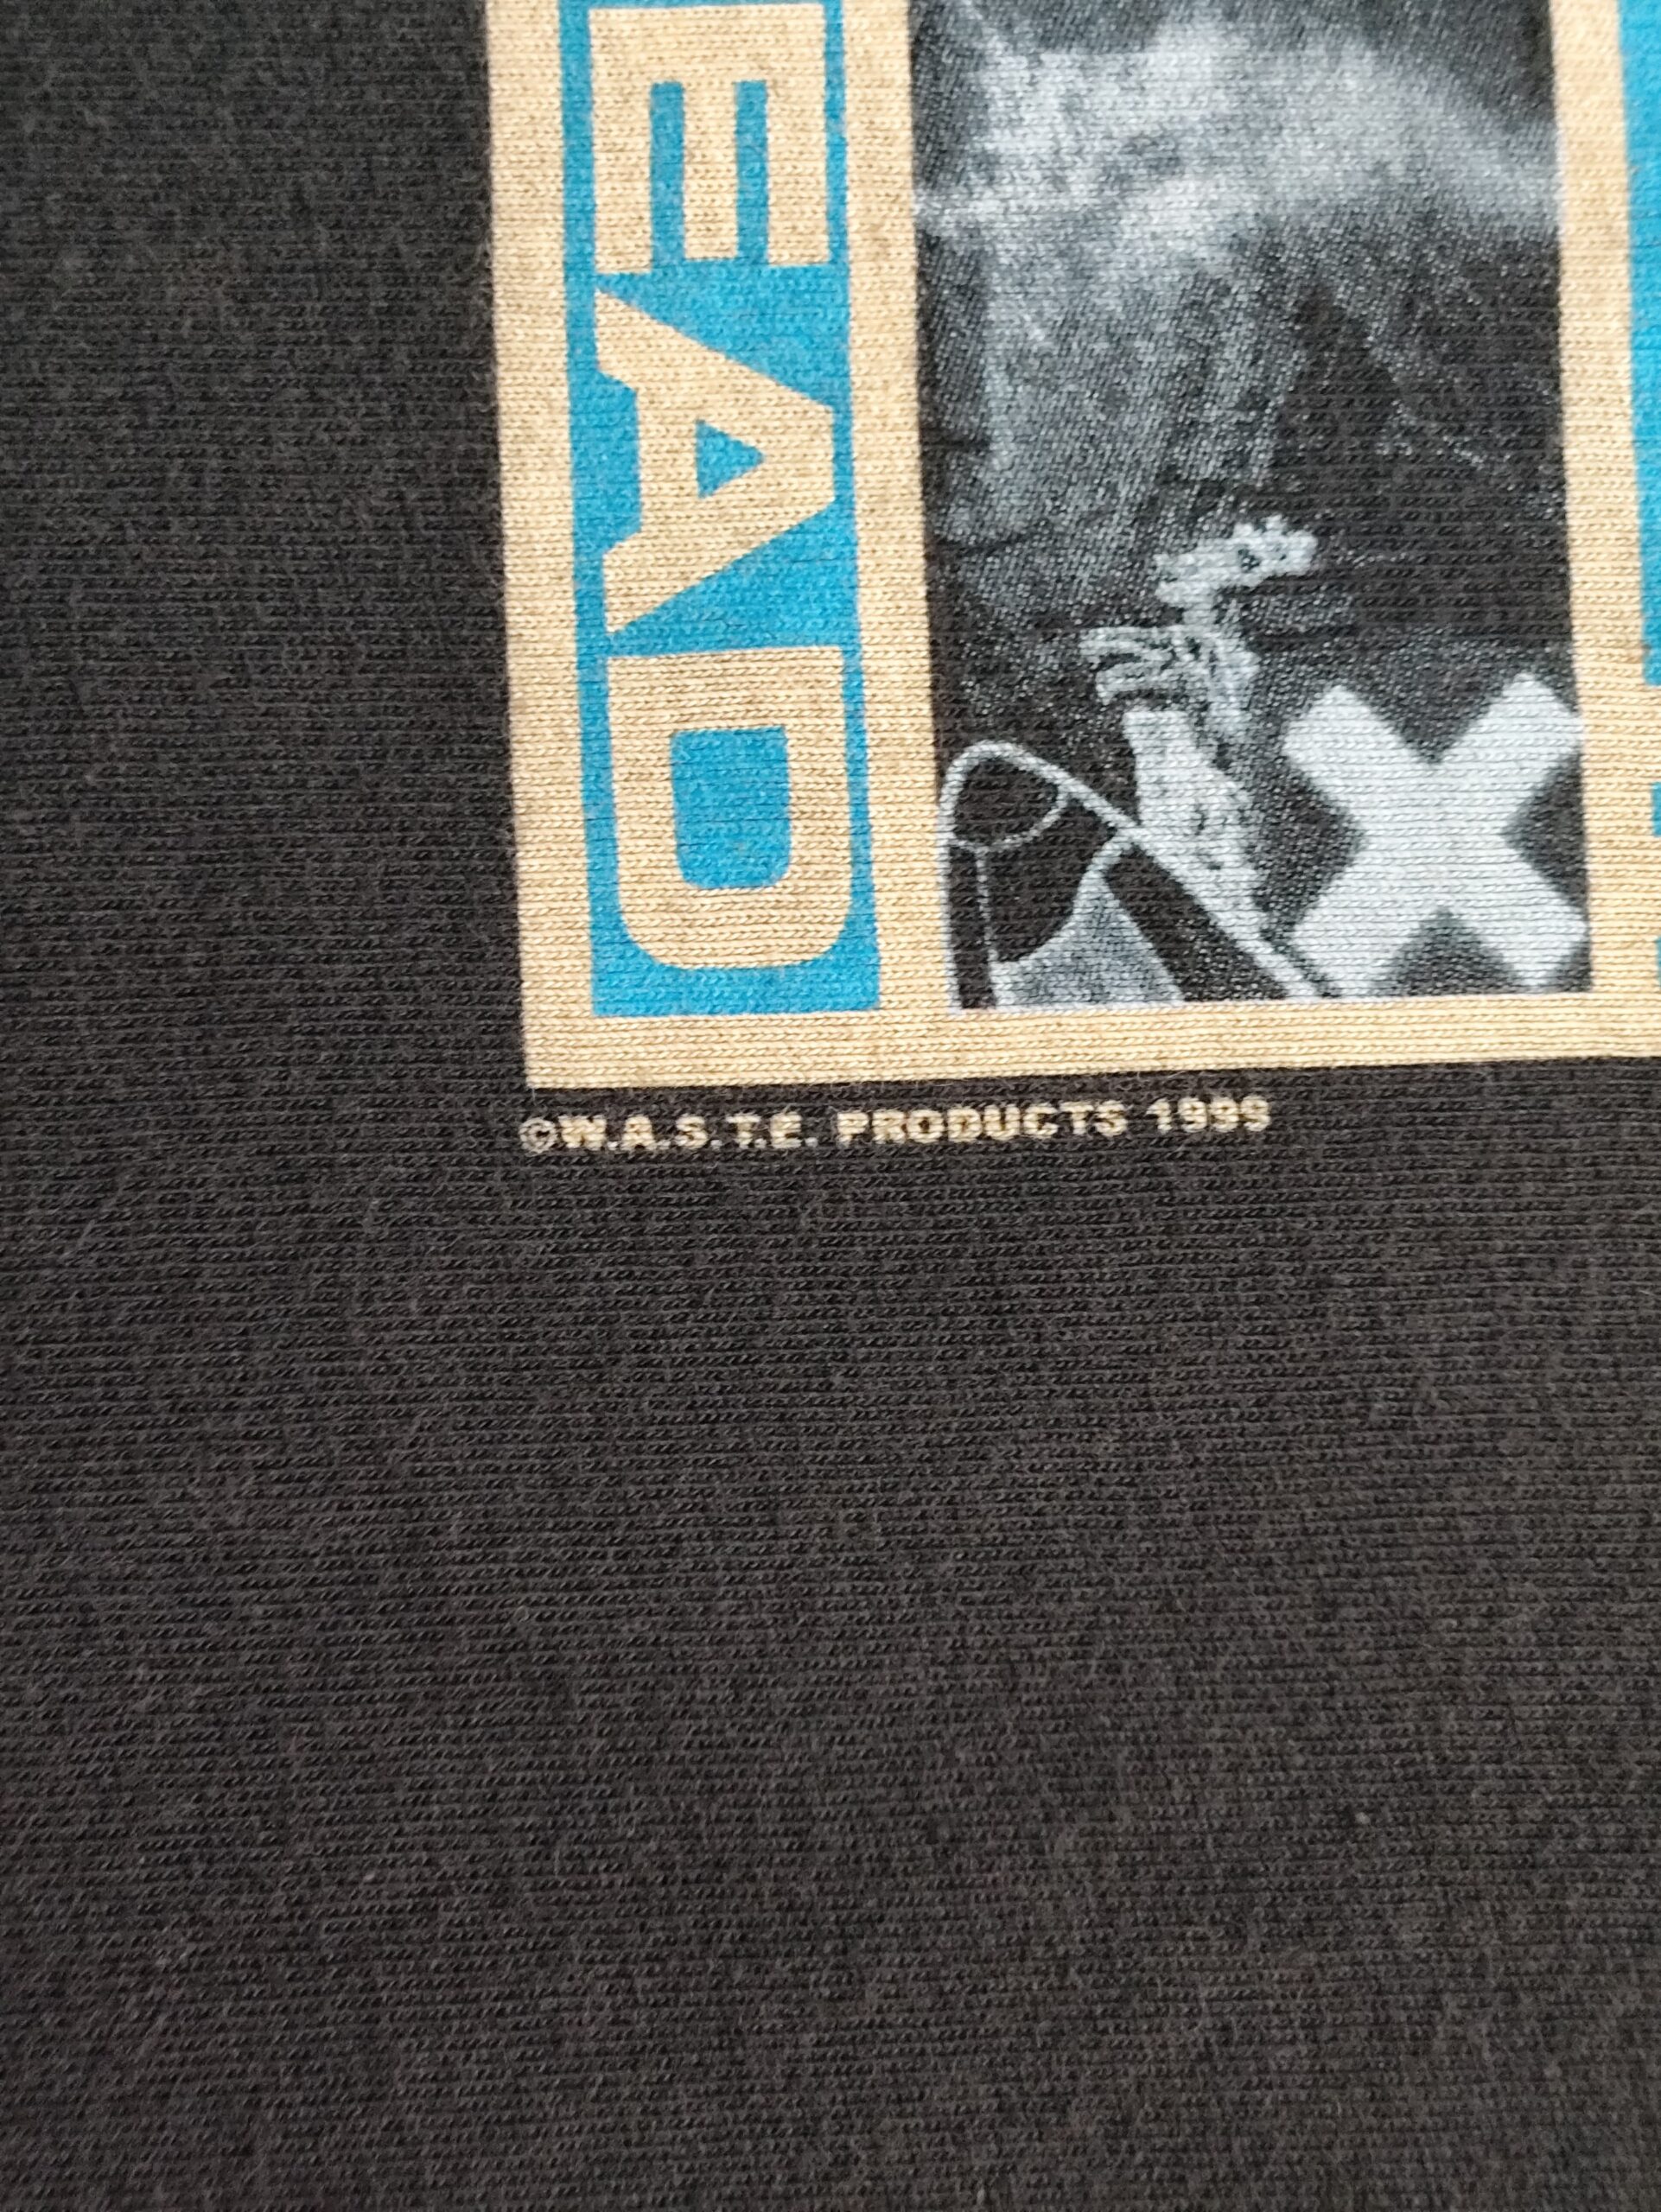 EAD
X
©W.A.S.T.E. PRODUCTS 1999